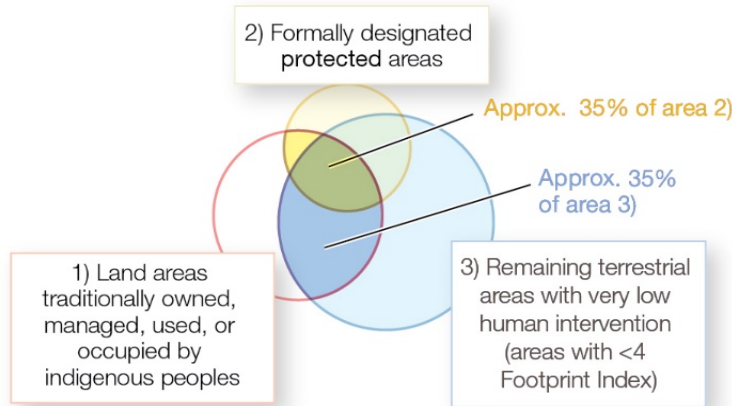 2) Formally designated
protected areas
Approx. 35% of area 2)
Approx. 35%
of area 3)
1) Land areas
traditionally owned,
managed, used, or
occupied by
indigenous peoples
3) Remaining terrestrial
areas with very low
human intervention
(areas with <4
Footprint Index)